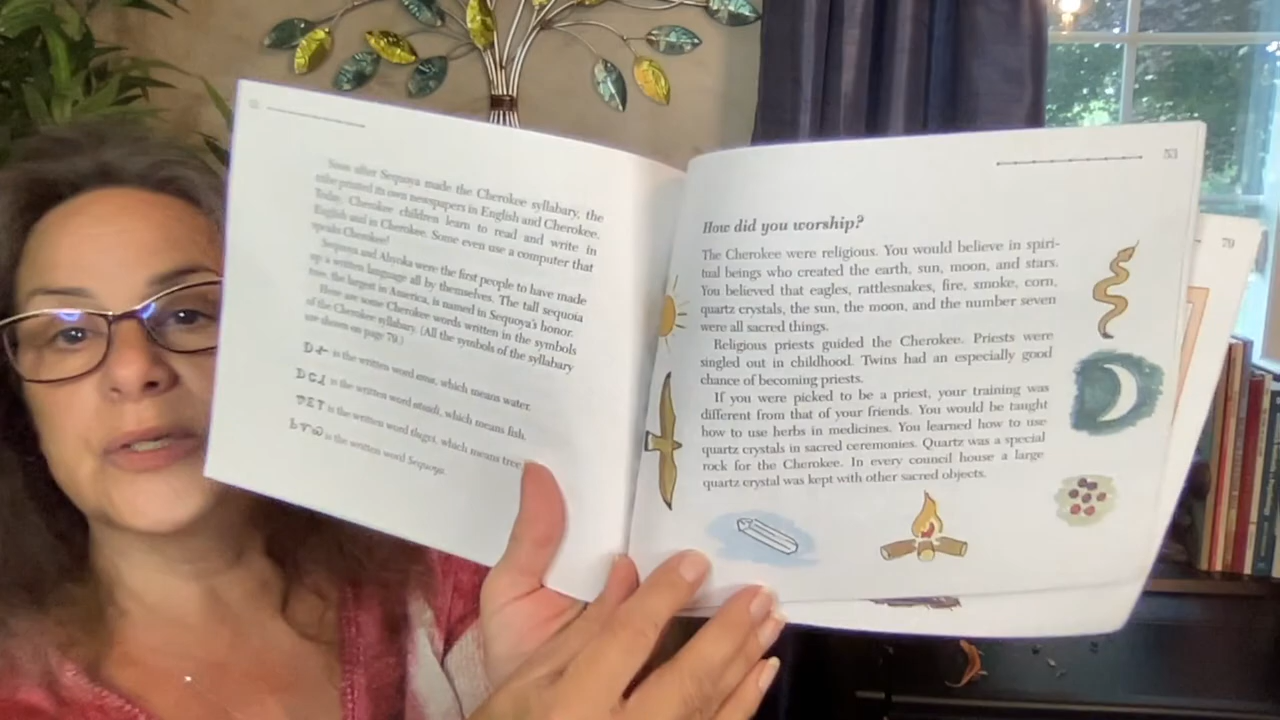 Soon after Sequoya made the Cherokee syllabary, the
tribe printed its own newspapers in English and Cherokee.
Today, Cherokee children learn to read and write in
English and in Cherokee. Some even use a computer that
speaks Cherokee!
Sequoya and Ahyoka were the first people to have made
up a written language all by themselves. The tall sequoia
tree, the largest in America, is named in Sequoya's honor.
Here are some Cherokee words written in the symbols
of the Cherokee syllabary. (All the symbols of the syllabary
are shown on page 79.)
is the written word which means water.
is the written word which means fish.
is the written word which means tree.
is the written word Sequoya.
53
How did you worship?
The Cherokee were religious. You would believe in spiri-
tual beings who created the earth, sun, moon, and stars.
You believed that eagles, rattlesnakes, fire, smoke, corn,
quartz crystals, the sun, the moon, and the number seven
were all sacred things.
Religious priests guided the Cherokee. Priests were
singled out in childhood. Twins had an especially good
chance of becoming priests.
If you were picked to be a priest, your training was
different from that of your friends. You would be taught
how to use herbs in medicines. You learned how to use
quartz crystals in sacred ceremonies. Quartz was a special
rock for the Cherokee. In every council house a large
quartz crystal was kept with other sacred objects.
79